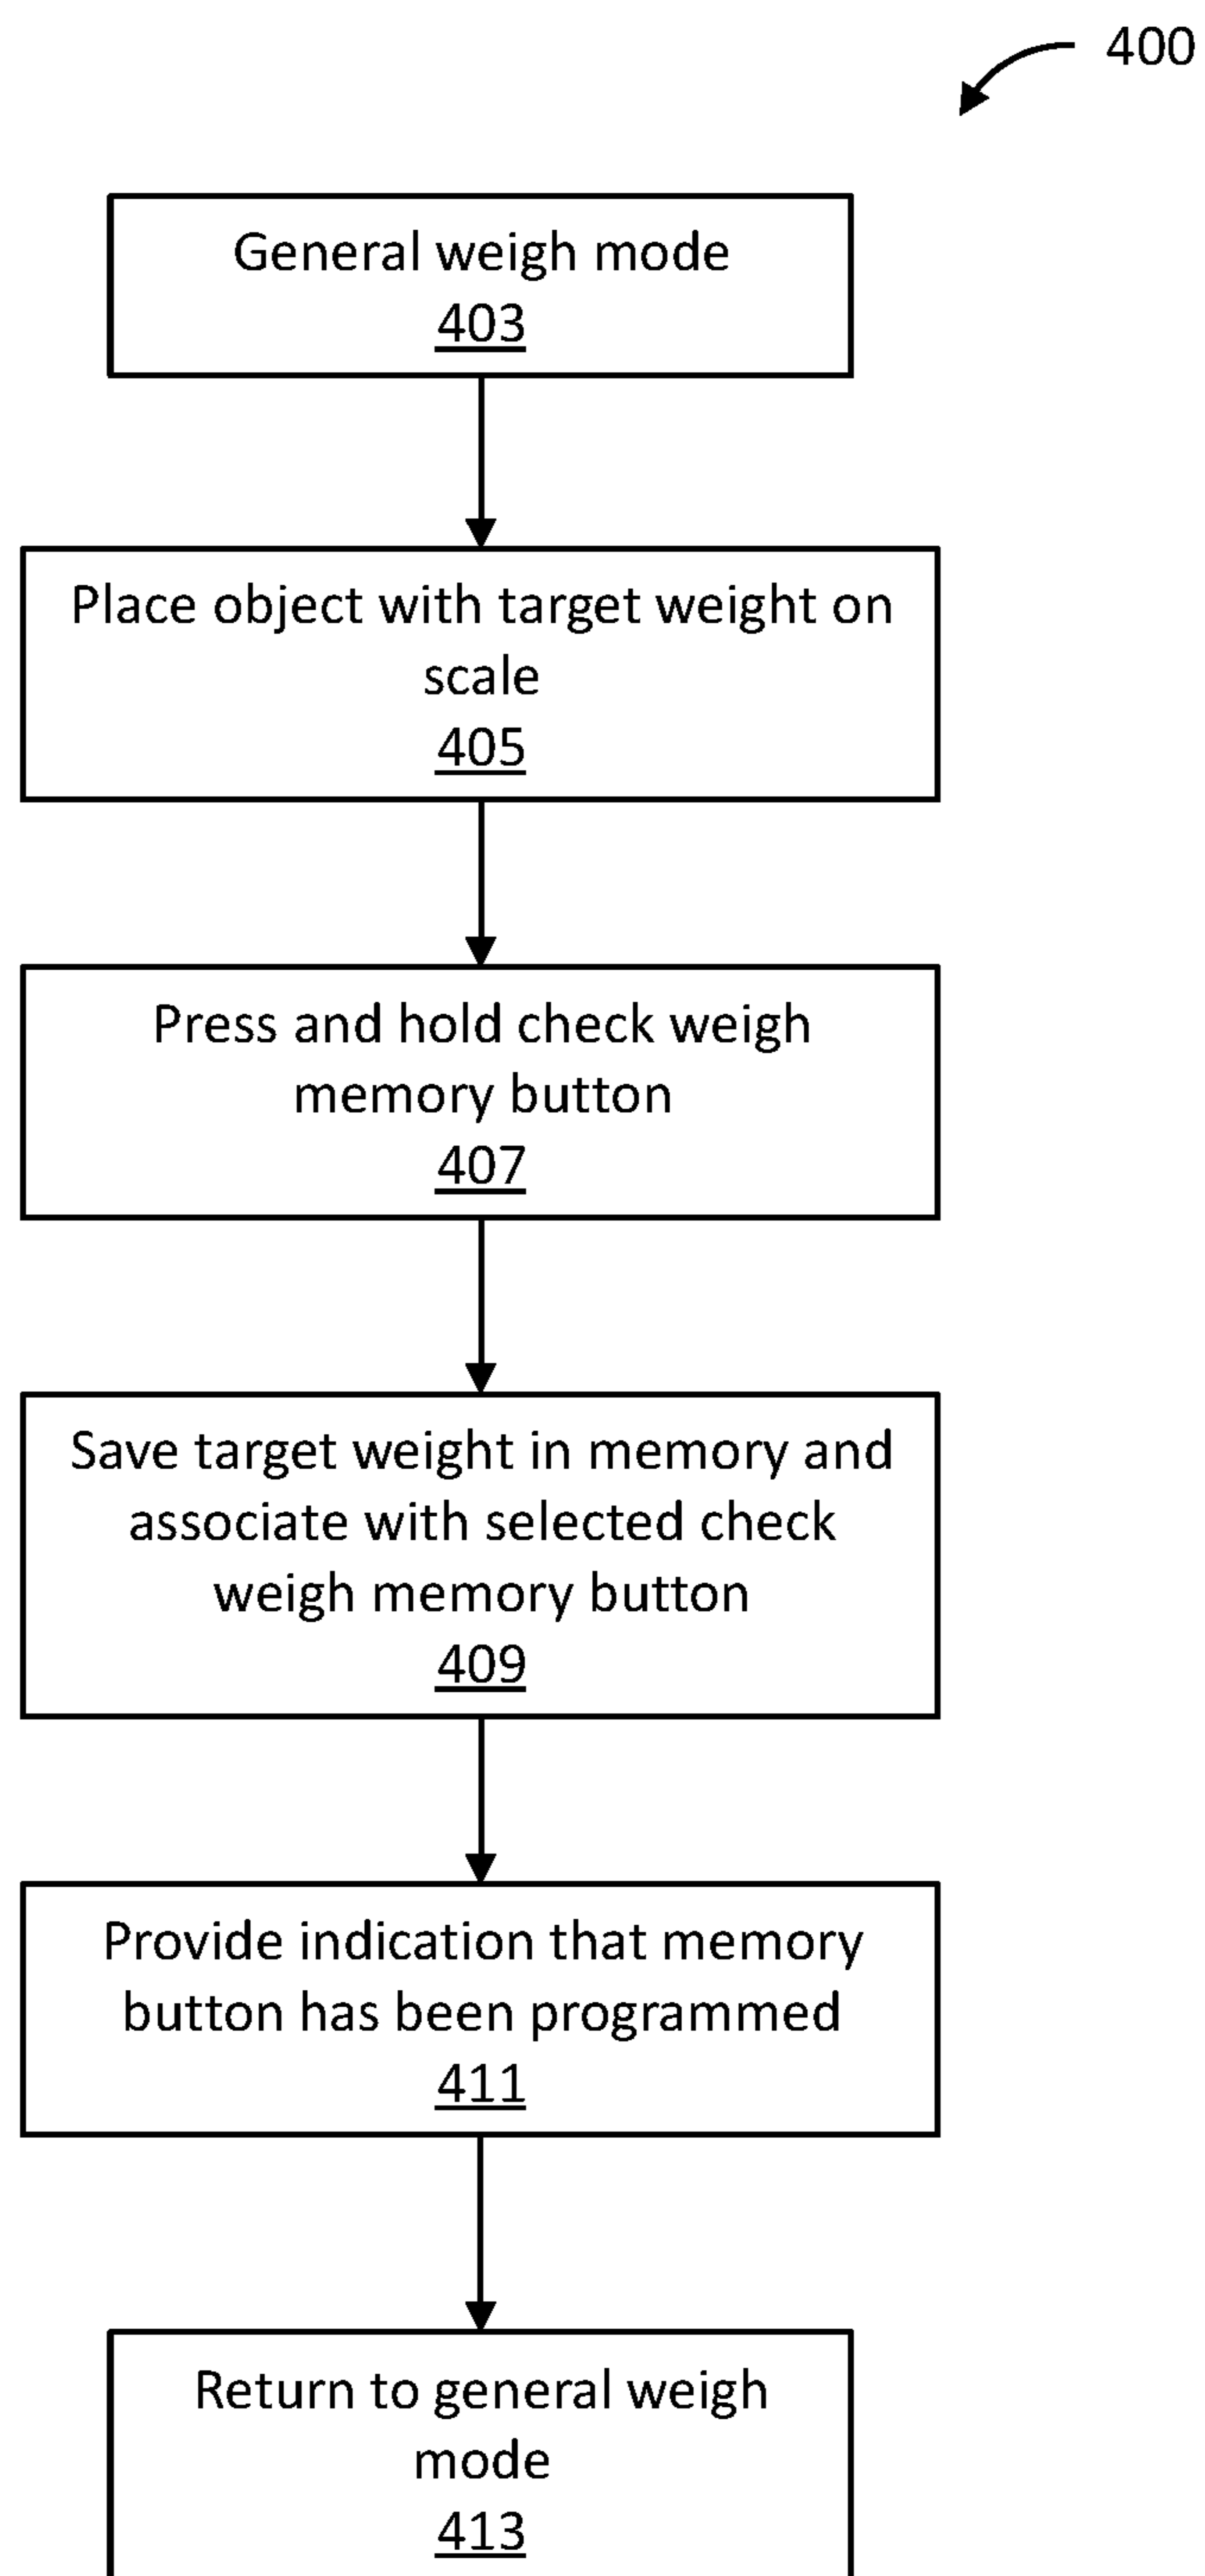 400
General weigh mode
403
Place object with target weight on
scale
405
Press and hold check weigh
memory button
407
Save target weight in memory and
associate with selected check
weigh memory button
409
Provide indication that memory
button has been programmed
411
Return to general weigh
mode
413